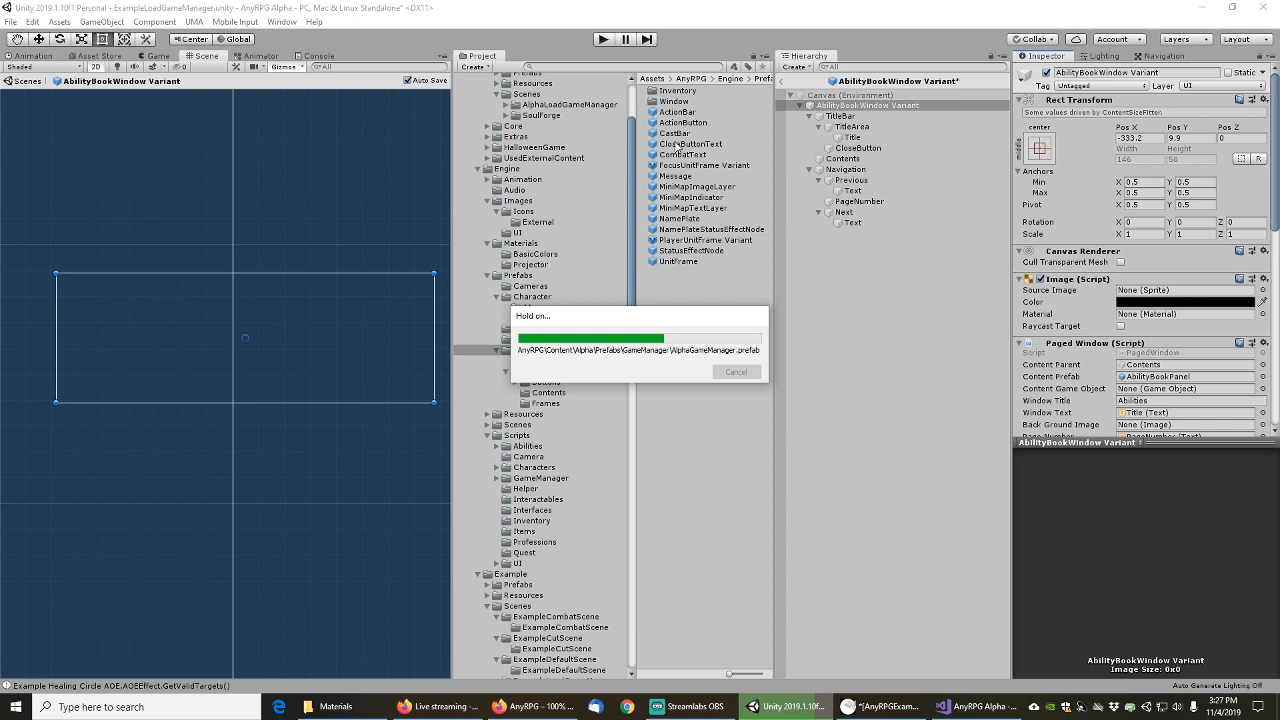 Unity 2019.1.10f1 Personal - ExampleLoadGameManager.unity - AnyRPG Alpha - PC, Mac & Linux Standalone* <DX11>
File Edit Assets GameObject Component UMA Mobile Input Window Help
Center Global
Collab Account Layers Layout
Animation Asset Store Game Scene Animator Console
Shaded 2D 0 Gizmos All
Scenes AbilityBookWindow Variant Auto Save
Project
Create
Prefabs
Resources
Scenes
AlphaLoadGameManager
SoulForge
Core
Extras
HalloweenGame
UsedExternalContent
Engine
Animation
Audio
Images
Icons
External
UI
Materials
BasicColors
Projector
Prefabs
Cameras
Character
Buttons
Contents
Frames
Resources
Scenes
Scripts
Abilities
Camera
Characters
GameManager
Helper
Interactables
Interfaces
Inventory
Items
Professions
Quest
UI
Example
Prefabs
Resources
Scenes
ExampleCombatScene
ExampleCombatScene
ExampleCutScene
ExampleCutScene
ExampleDefaultScene
ExampleDefaultScene
Assets AnyRPG Engine Prefa
Inventory
Window
ActionBar
ActionButton
CastBar
CloseButtonText
CombatText
FocusUnitFrame Variant
Message
MiniMapImageLayer
MiniMapIndicator
MiniMapTextLayer
NamePlate
NamePlateStatusEffectNode
PlayerUnitFrame Variant
StatusEffectNode
UnitFrame
Hold on...
AnyRPG\Content\Alpha\Prefabs\GameManager\AlphaGameManager.prefab
Cancel
Hierarchy
Create All
AbilityBookWindow Variant*
Canvas (Environment)
AbilityBookWindow Variant
TitleBar
TitleArea
Title
CloseButton
Contents
Navigation
Previous
Text
PageNumber
Next
Text
Inspector Lighting Navigation
AbilityBookWindow Variant Static
Tag Untagged Layer UI
Rect Transform
Some values driven by ContentSizeFitter.
center Pos X Pos Y Pos Z
middle -333.2 9.9 0
Width Height
146 50
R
Anchors
Min X 0.5 Y 0.5
Max X 0.5 Y 0.5
Pivot X 0.5 Y 0.5
Rotation X 0 Y 0 Z 0
Scale X 1 Y 1 Z 1
Canvas Renderer
Cull Transparent Mesh
Image (Script)
Source Image None (Sprite)
Color
Material None (Material)
Raycast Target
Paged Window (Script)
Script PagedWindow
Content Parent Contents
Content Prefab AbilityBookPanel
Content Game Object None (Game Object)
Window Title Abilities
Window Text Title (Text)
Back Ground Image None (Image)
Page Number PageNumber (Text)
AbilityBookWindow Variant
AbilityBookWindow Variant
Image Size: 0x0
Example Healing Circle AOE.AOEEffect.GetValidTargets()
Auto Generate Lighting Off
Type here to search
Materials
Live streaming -...
AnyRPG – 100% ...
Streamlabs OBS
Unity 2019.1.10f...
*[AnyRPGExam...
AnyRPG Alpha -...
3:27 PM
11/4/2019